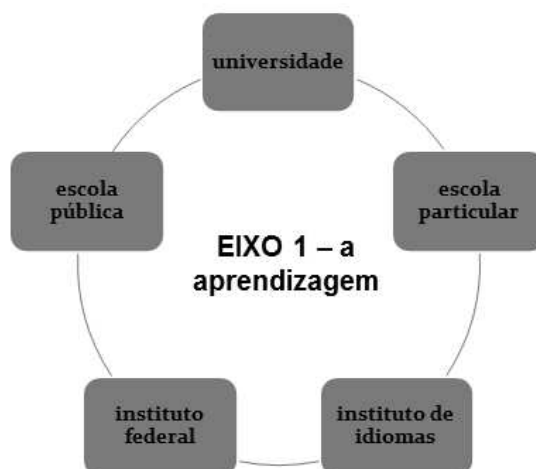 universidade
escola
pública
escola
particular
EIXO 1 – a
aprendizagem
instituto
federal
instituto de
idiomas